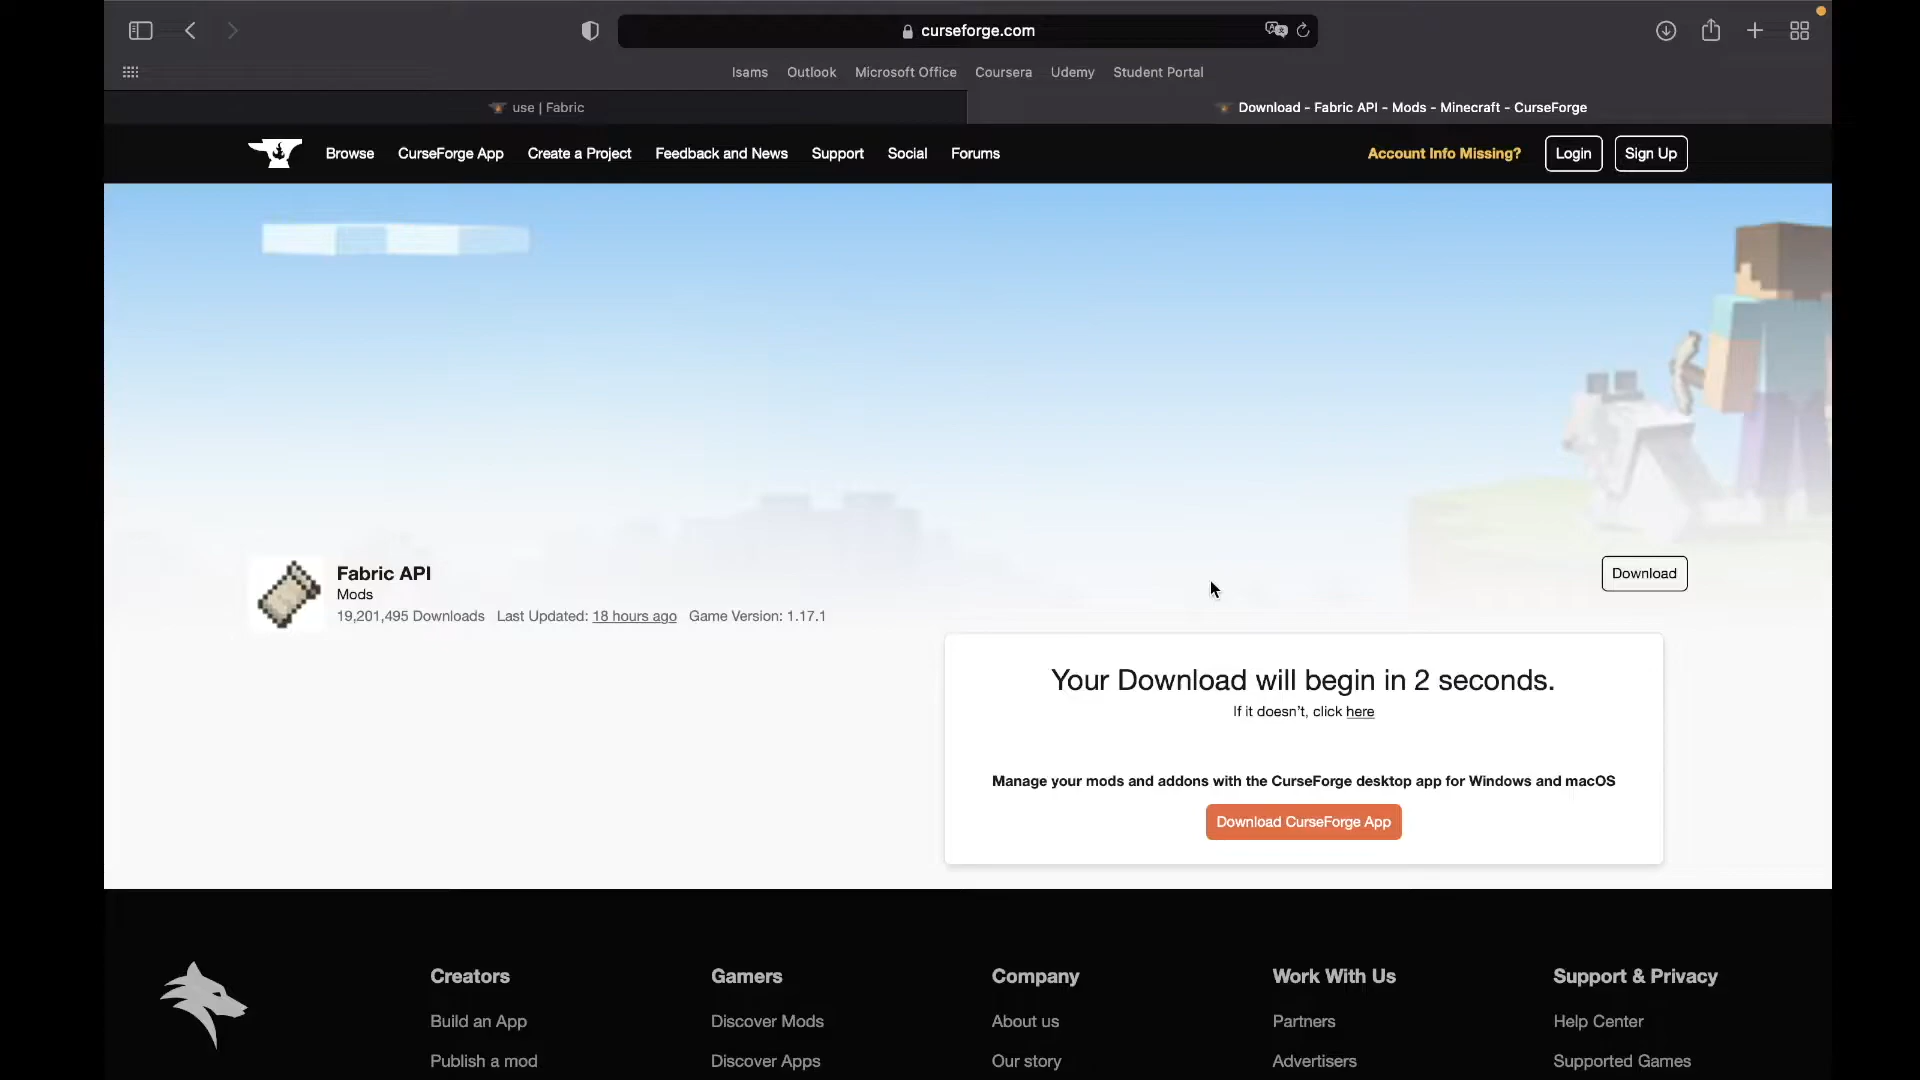 curseforge.com
Isams Outlook Microsoft Office Coursera Udemy Student Portal
use | Fabric
Download - Fabric API - Mods - Minecraft - CurseForge
Browse CurseForge App Create a Project Feedback and News Support Social Forums
Account Info Missing? Login Sign Up
Fabric API
Download
Mods
19,201,495 Downloads Last Updated: 18 hours ago Game Version: 1.17.1
Your Download will begin in 2 seconds.
If it doesn't, click here
Manage your mods and addons with the CurseForge desktop app for Windows and macOS
Download CurseForge App
Creators Gamers Company Work With Us Support & Privacy
Build an App Discover Mods About us Partners Help Center
Publish a mod Discover Apps Our story Advertisers Supported Games